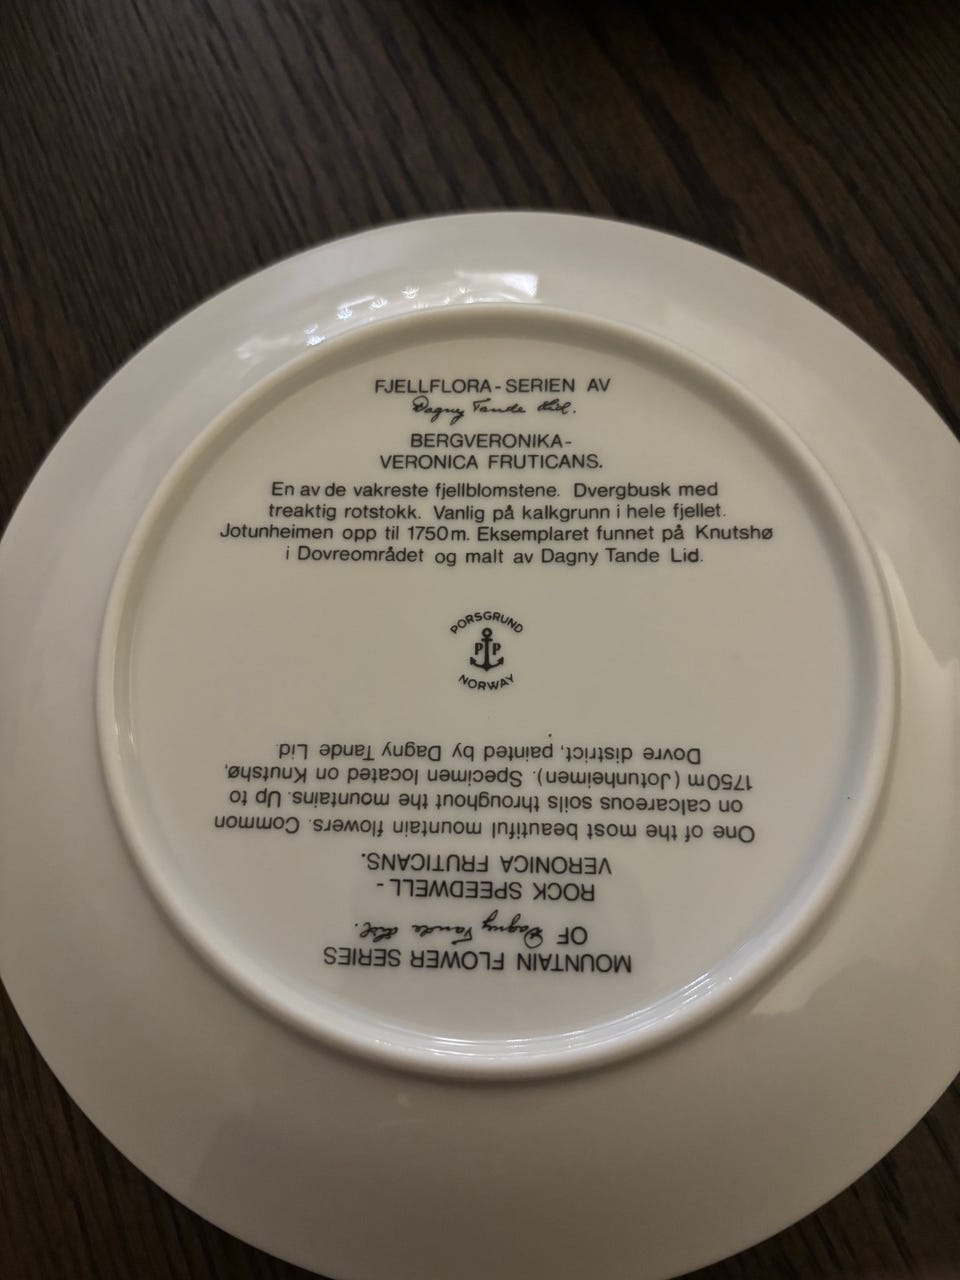 FJELLFLORA-SERIEN AV
Dagny Tande Lid.
BERGVERONIKA-
VERONICA FRUTICANS.
En av de vakreste fjellblomstene. Dvergbusk med
treaktig rotstokk. Vanlig på kalkgrunn i hele fjellet.
Jotunheimen opp til 1750m. Eksemplaret funnet på Knutshø
i Dovreområdet og malt av Dagny Tande Lid.
PORSGRUND
P P
NORWAY
MOUNTAIN FLOWER SERIES
OF Dagny Tande Lid.
ROCK SPEEDWELL-
VERONICA FRUTICANS.
One of the most beautiful mountain flowers. Common
on calcareous soils throughout the mountains. Up to
1750m (Jotunheimen). Specimen located on Knutshø,
Dovre district, painted by Dagny Tande Lid.